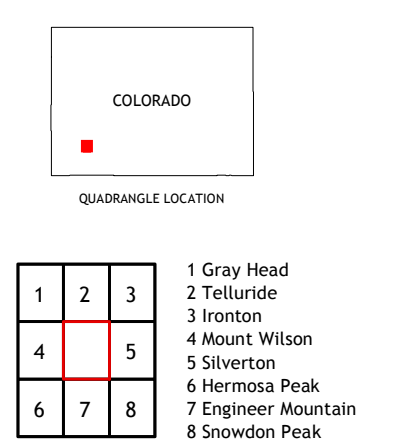 COLORADO
QUADRANGLE LOCATION
1 2 3
4 5
6 7 8
1 Gray Head
2 Telluride
3 Ironton
4 Mount Wilson
5 Silverton
6 Hermosa Peak
7 Engineer Mountain
8 Snowdon Peak